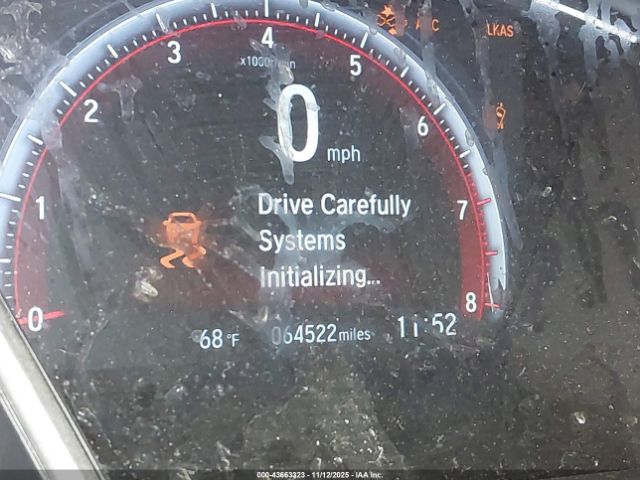 ACC
LKAS
4
3
5
x1000r/min
2
6
0
mph
1
7
Drive Carefully
Systems
Initializing...
0
8
68 °F
064522 miles
11:52
000-43663323 - 11/12/2025 - IAA Inc.